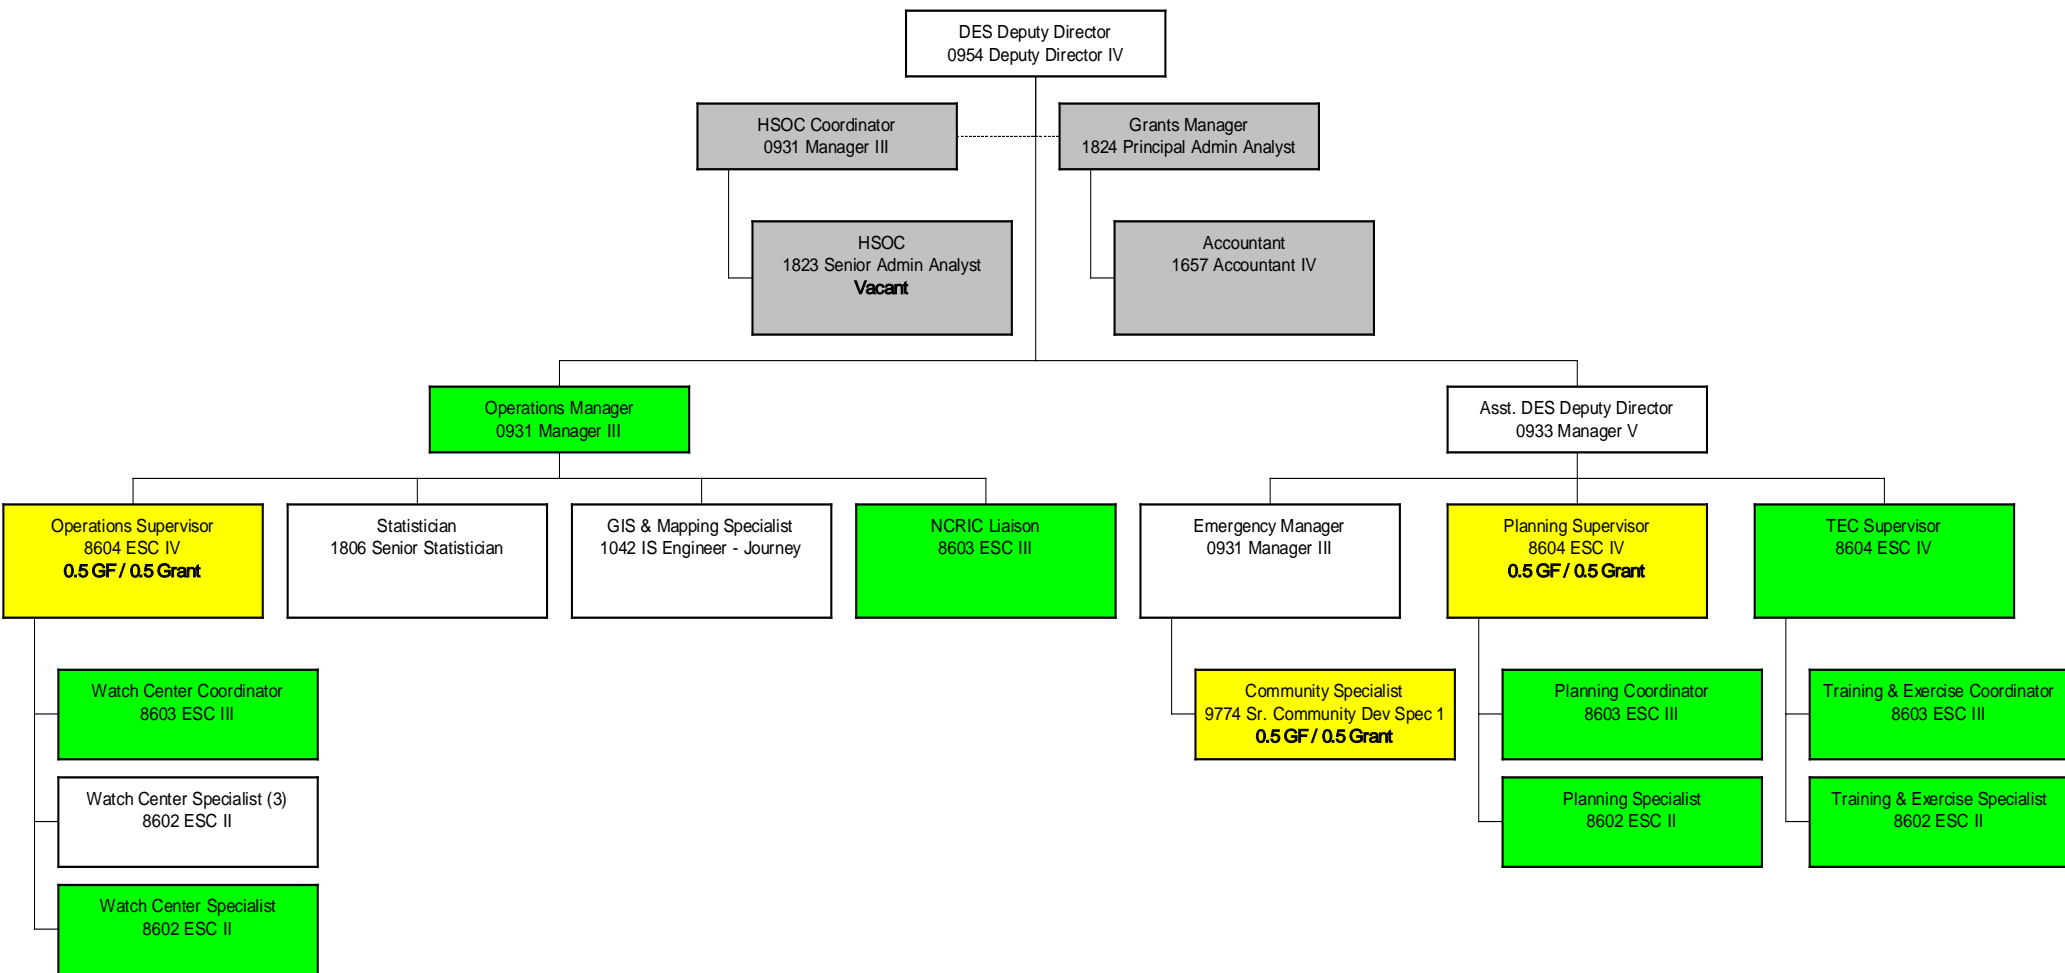 DES Deputy Director
0954 Deputy Director IV
HSOC Coordinator
0931 Manager III
Grants Manager
1824 Principal Admin Analyst
HSOC
1823 Senior Admin Analyst
Vacant
Accountant
1657 Accountant IV
Operations Manager
0931 Manager III
Asst. DES Deputy Director
0933 Manager V
Operations Supervisor
8604 ESC IV
0.5 GF / 0.5 Grant
Statistician
1806 Senior Statistician
GIS & Mapping Specialist
1042 IS Engineer - Journey
NCRIC Liaison
8603 ESC III
Emergency Manager
0931 Manager III
Planning Supervisor
8604 ESC IV
0.5 GF / 0.5 Grant
TEC Supervisor
8604 ESC IV
Watch Center Coordinator
8603 ESC III
Community Specialist
9774 Sr. Community Dev Spec 1
0.5 GF / 0.5 Grant
Planning Coordinator
8603 ESC III
Training & Exercise Coordinator
8603 ESC III
Watch Center Specialist (3)
8602 ESC II
Planning Specialist
8602 ESC II
Training & Exercise Specialist
8602 ESC II
Watch Center Specialist
8602 ESC II